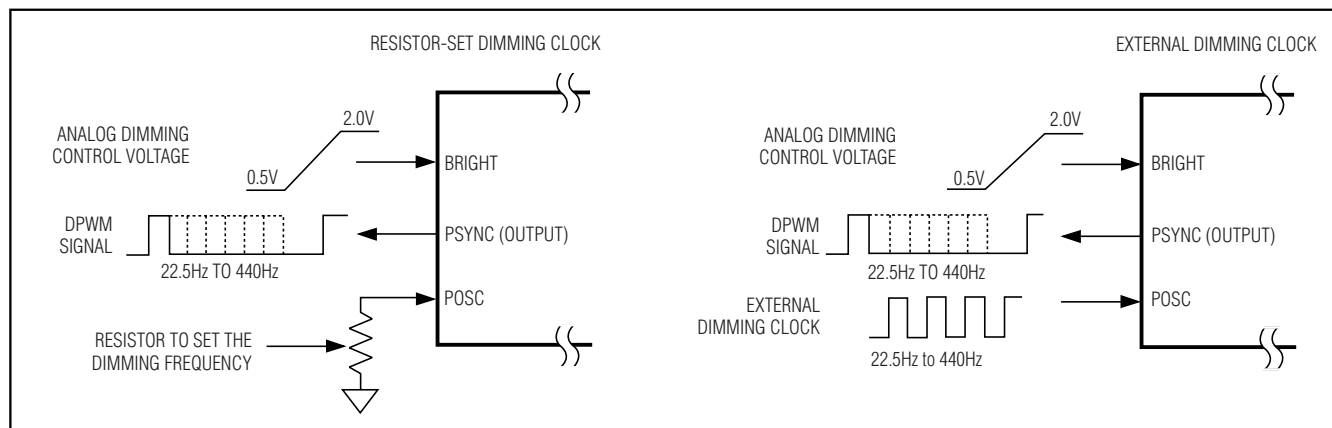 RESISTOR-SET DIMMING CLOCK
ANALOG DIMMING
CONTROL VOLTAGE
2.0V
0.5V
BRIGHT
DPWM
SIGNAL
22.5Hz TO 440Hz
PSYNC (OUTPUT)
POSC
RESISTOR TO SET THE
DIMMING FREQUENCY
EXTERNAL DIMMING CLOCK
ANALOG DIMMING
CONTROL VOLTAGE
2.0V
0.5V
BRIGHT
DPWM
SIGNAL
22.5Hz TO 440Hz
PSYNC (OUTPUT)
EXTERNAL
DIMMING CLOCK
22.5Hz to 440Hz
POSC